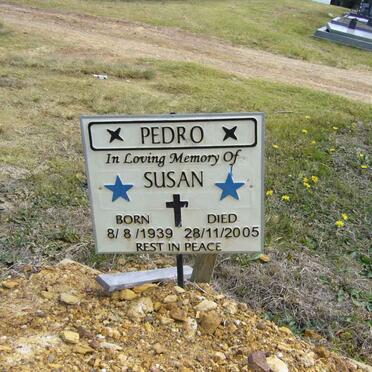 PEDRO
In Loving Memory Of
SUSAN
BORN DIED
8/8/1939 28/11/2005
REST IN PEACE